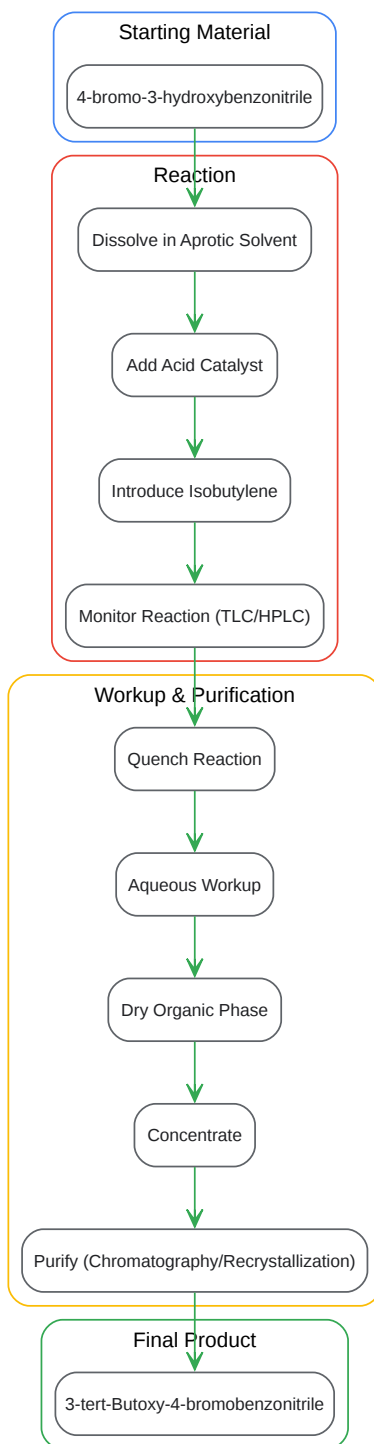 Starting Material
4-bromo-3-hydroxybenzonitrile
Reaction
Dissolve in Aprotic Solvent
Add Acid Catalyst
Introduce Isobutylene
Monitor Reaction (TLC/HPLC)
Workup & Purification
Quench Reaction
Aqueous Workup
Dry Organic Phase
Concentrate
Purify (Chromatography/Recrystallization)
Final Product
3-tert-Butoxy-4-bromobenzonitrile